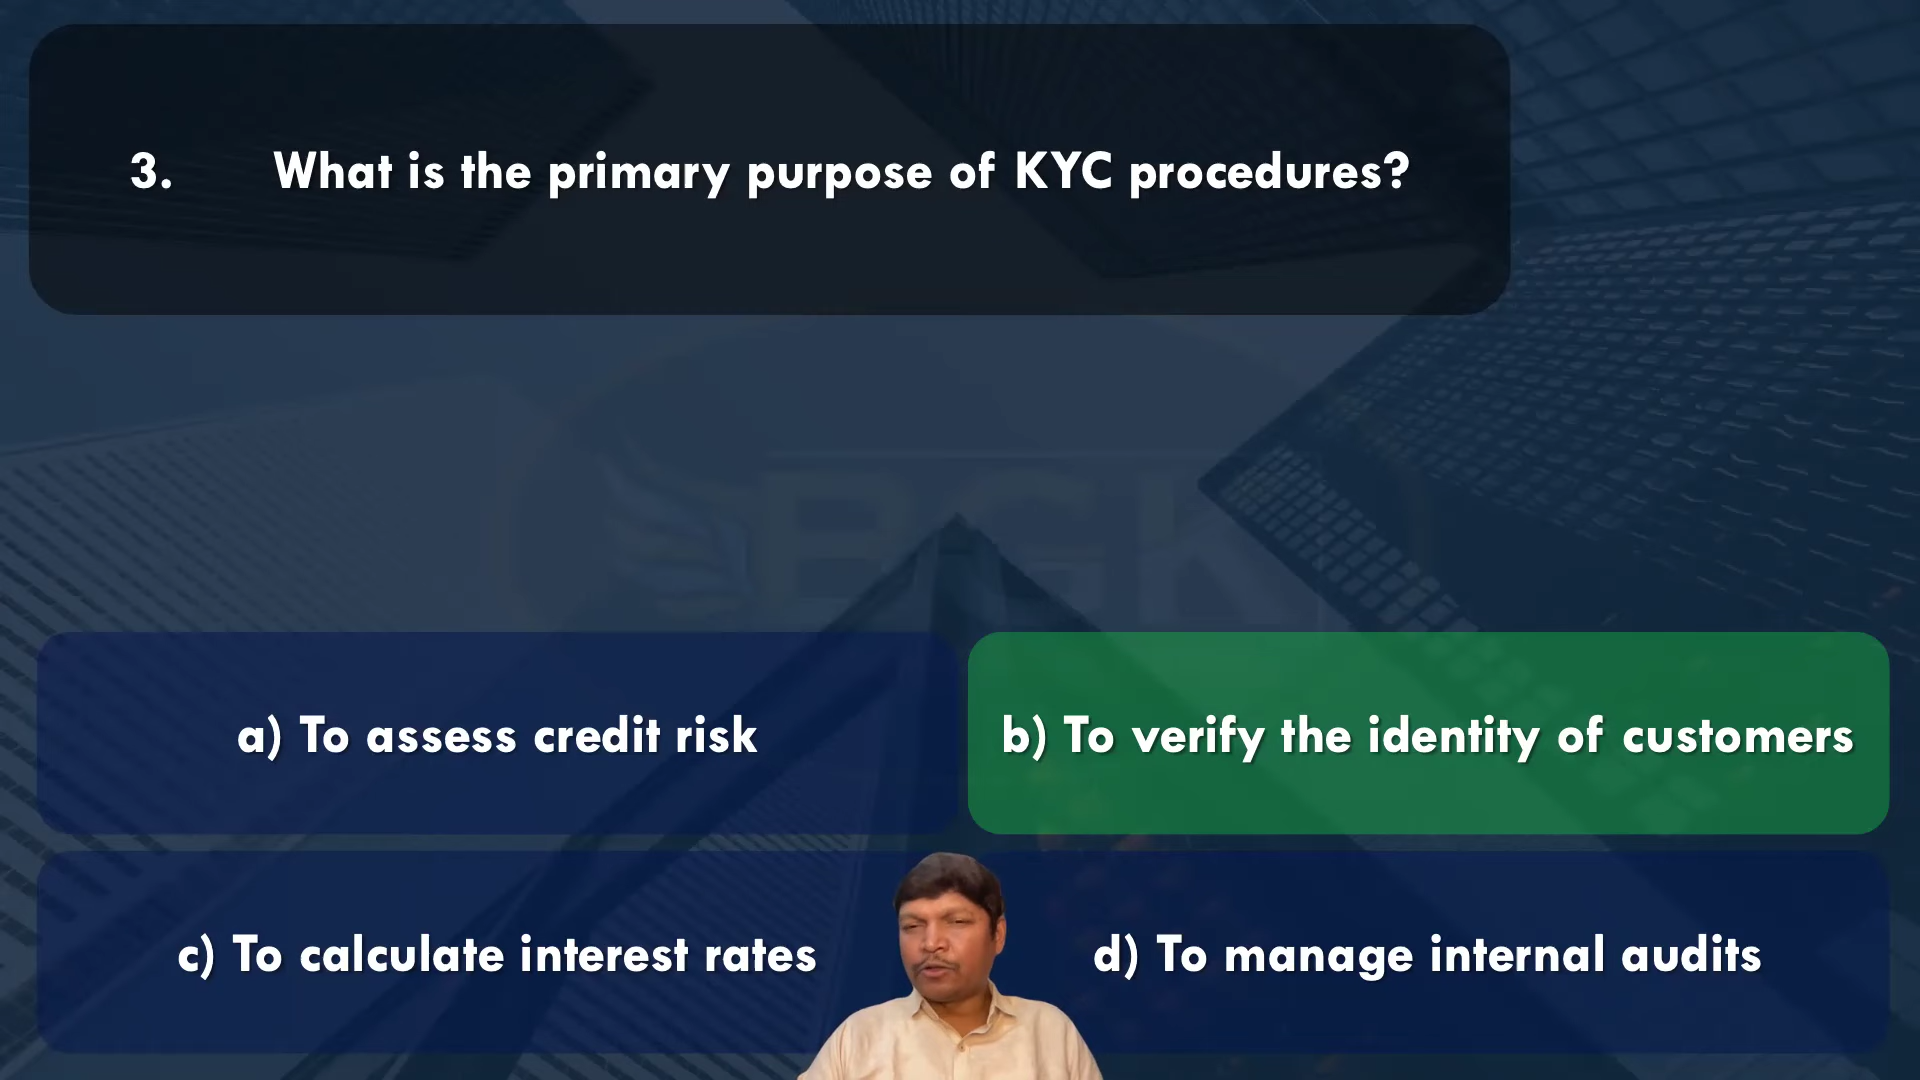 3. What is the primary purpose of KYC procedures?
BGK
a) To assess credit risk
b) To verify the identity of customers
c) To calculate interest rates
d) To manage internal audits